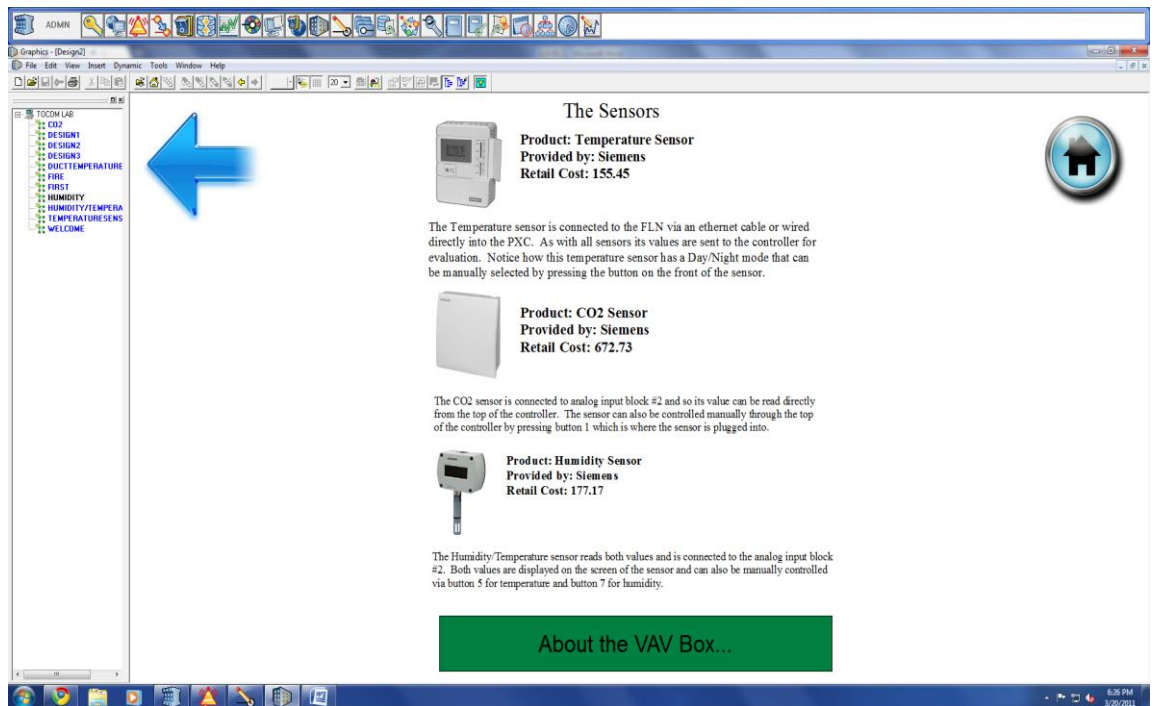 ADMN
Graphics - [Design2]
File Edit View Insert Dynamic Tools Window Help
20
TOCOM LAB
CO2
DESIGN1
DESIGN2
DESIGN3
DUCTTEMPERATURE
FIRE
FIRST
HUMIDITY
HUMIDITY/TEMPERA
TEMPERATURESENS
WELCOME
The Sensors
Product: Temperature Sensor
Provided by: Siemens
Retail Cost: 155.45
The Temperature sensor is connected to the FLN via an ethernet cable or wired
directly into the PXC. As with all sensors its values are sent to the controller for
evaluation. Notice how this temperature sensor has a Day/Night mode that can
be manually selected by pressing the button on the front of the sensor.
Product: CO2 Sensor
Provided by: Siemens
Retail Cost: 672.73
The CO2 sensor is connected to analog input block #2 and so its value can be read directly
from the top of the controller. The sensor can also be controlled manually through the top
of the controller by pressing button 1 which is where the sensor is plugged into.
Product: Humidity Sensor
Provided by: Siemens
Retail Cost: 177.17
The Humidity/Temperature sensor reads both values and is connected to the analog input block
#2. Both values are displayed on the screen of the sensor and can also be manually controlled
via button 5 for temperature and button 7 for humidity.
About the VAV Box...
6:26 PM
3/20/2011